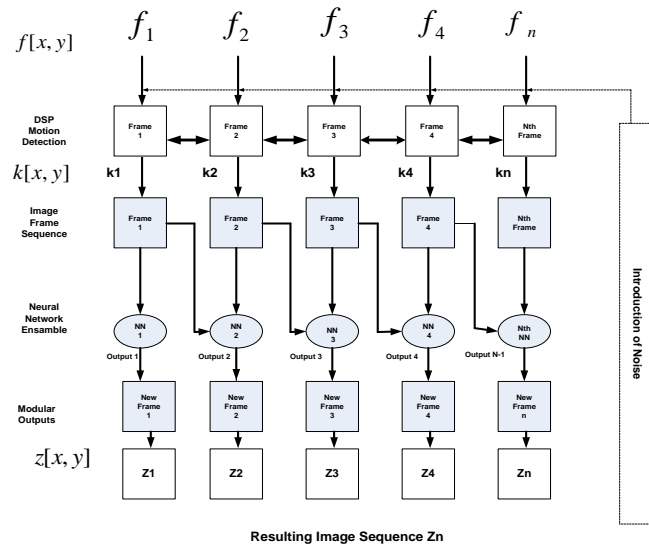 f[x, y]
f1 f2 f3 f4 fn
DSP
Motion
Detection
Frame
1
Frame
2
Frame
3
Frame
4
Nth
Frame
k[x, y]
k1 k2 k3 k4 kn
Image
Frame
Sequence
Frame
1
Frame
2
Frame
3
Frame
4
Nth
Frame
Neural
Network
Ensamble
NN
1
NN
2
NN
3
NN
4
Nth
NN
Output 1 Output 2 Output 3 Output 4 Output N-1
Modular
Outputs
New
Frame
1
New
Frame
2
New
Frame
3
New
Frame
4
New
Frame
n
z[x, y]
Z1 Z2 Z3 Z4 Zn
Introduction of Noise
Resulting Image Sequence Zn